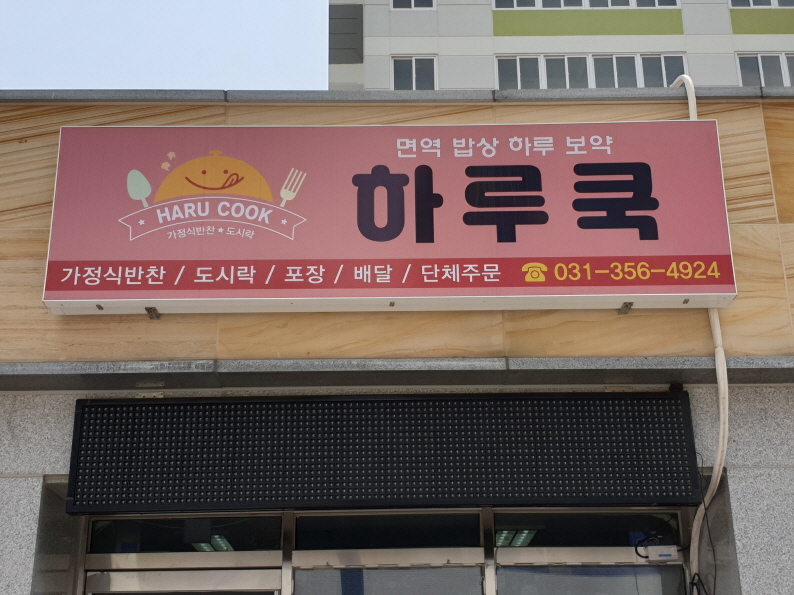 면역 밥상 하루 보약
하루쿡
HARU COOK
가정식반찬★도시락
가정식반찬 / 도시락 / 포장 / 배달 / 단체주문 ☎ 031-356-4924